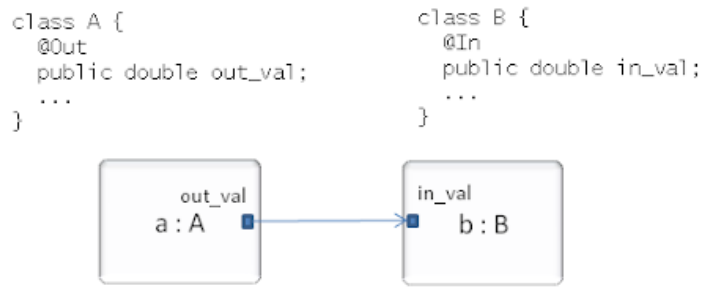 class A {
@Out
public double out_val;
...
}
class B {
@In
public double in_val;
...
}
out_val
a : A
in_val
b : B